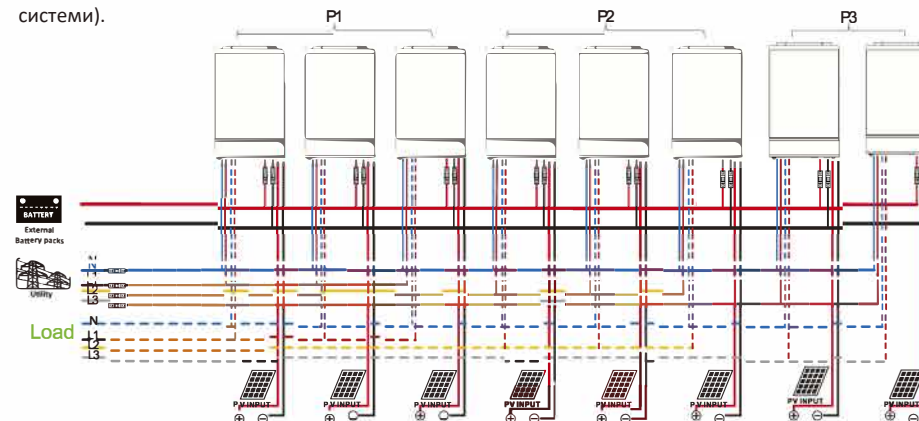 системи).
P1 P2 P3
BATTERY
External
Battery packs
N
L1
L2
L3
Utility
Load
N
L1
L2
L3
PV INPUT PV INPUT PV INPUT PV INPUT PV INPUT PV INPUT PV INPUT PV INPUT